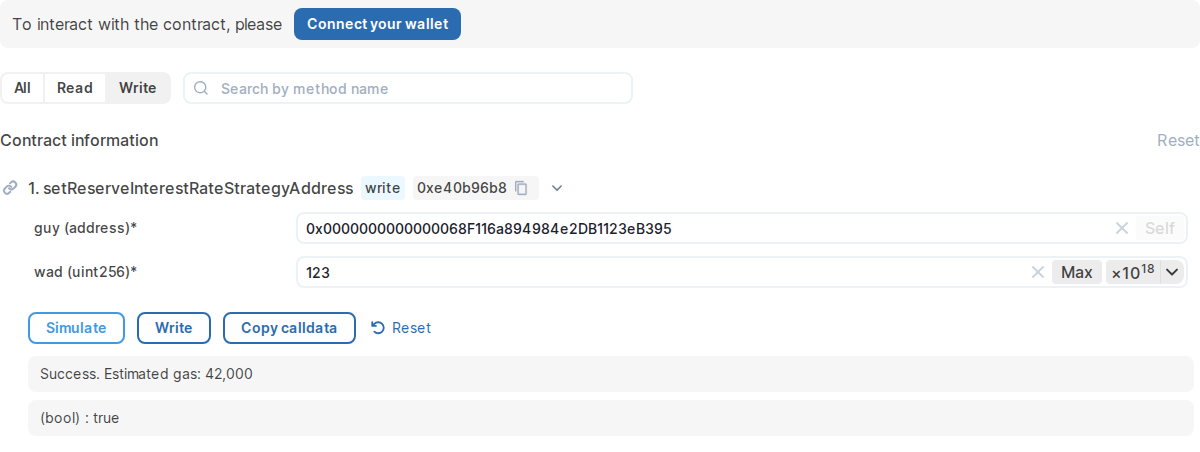 To interact with the contract, please Connect your wallet
All Read Write Search by method name
Contract information Reset
1. setReserveInterestRateStrategyAddress write 0xe40b96b8
guy (address)* 0x0000000000000068F116a894984e2DB1123eB395 Self
wad (uint256)* 123 Max ×10^18
Simulate Write Copy calldata Reset
Success. Estimated gas: 42,000
(bool) : true